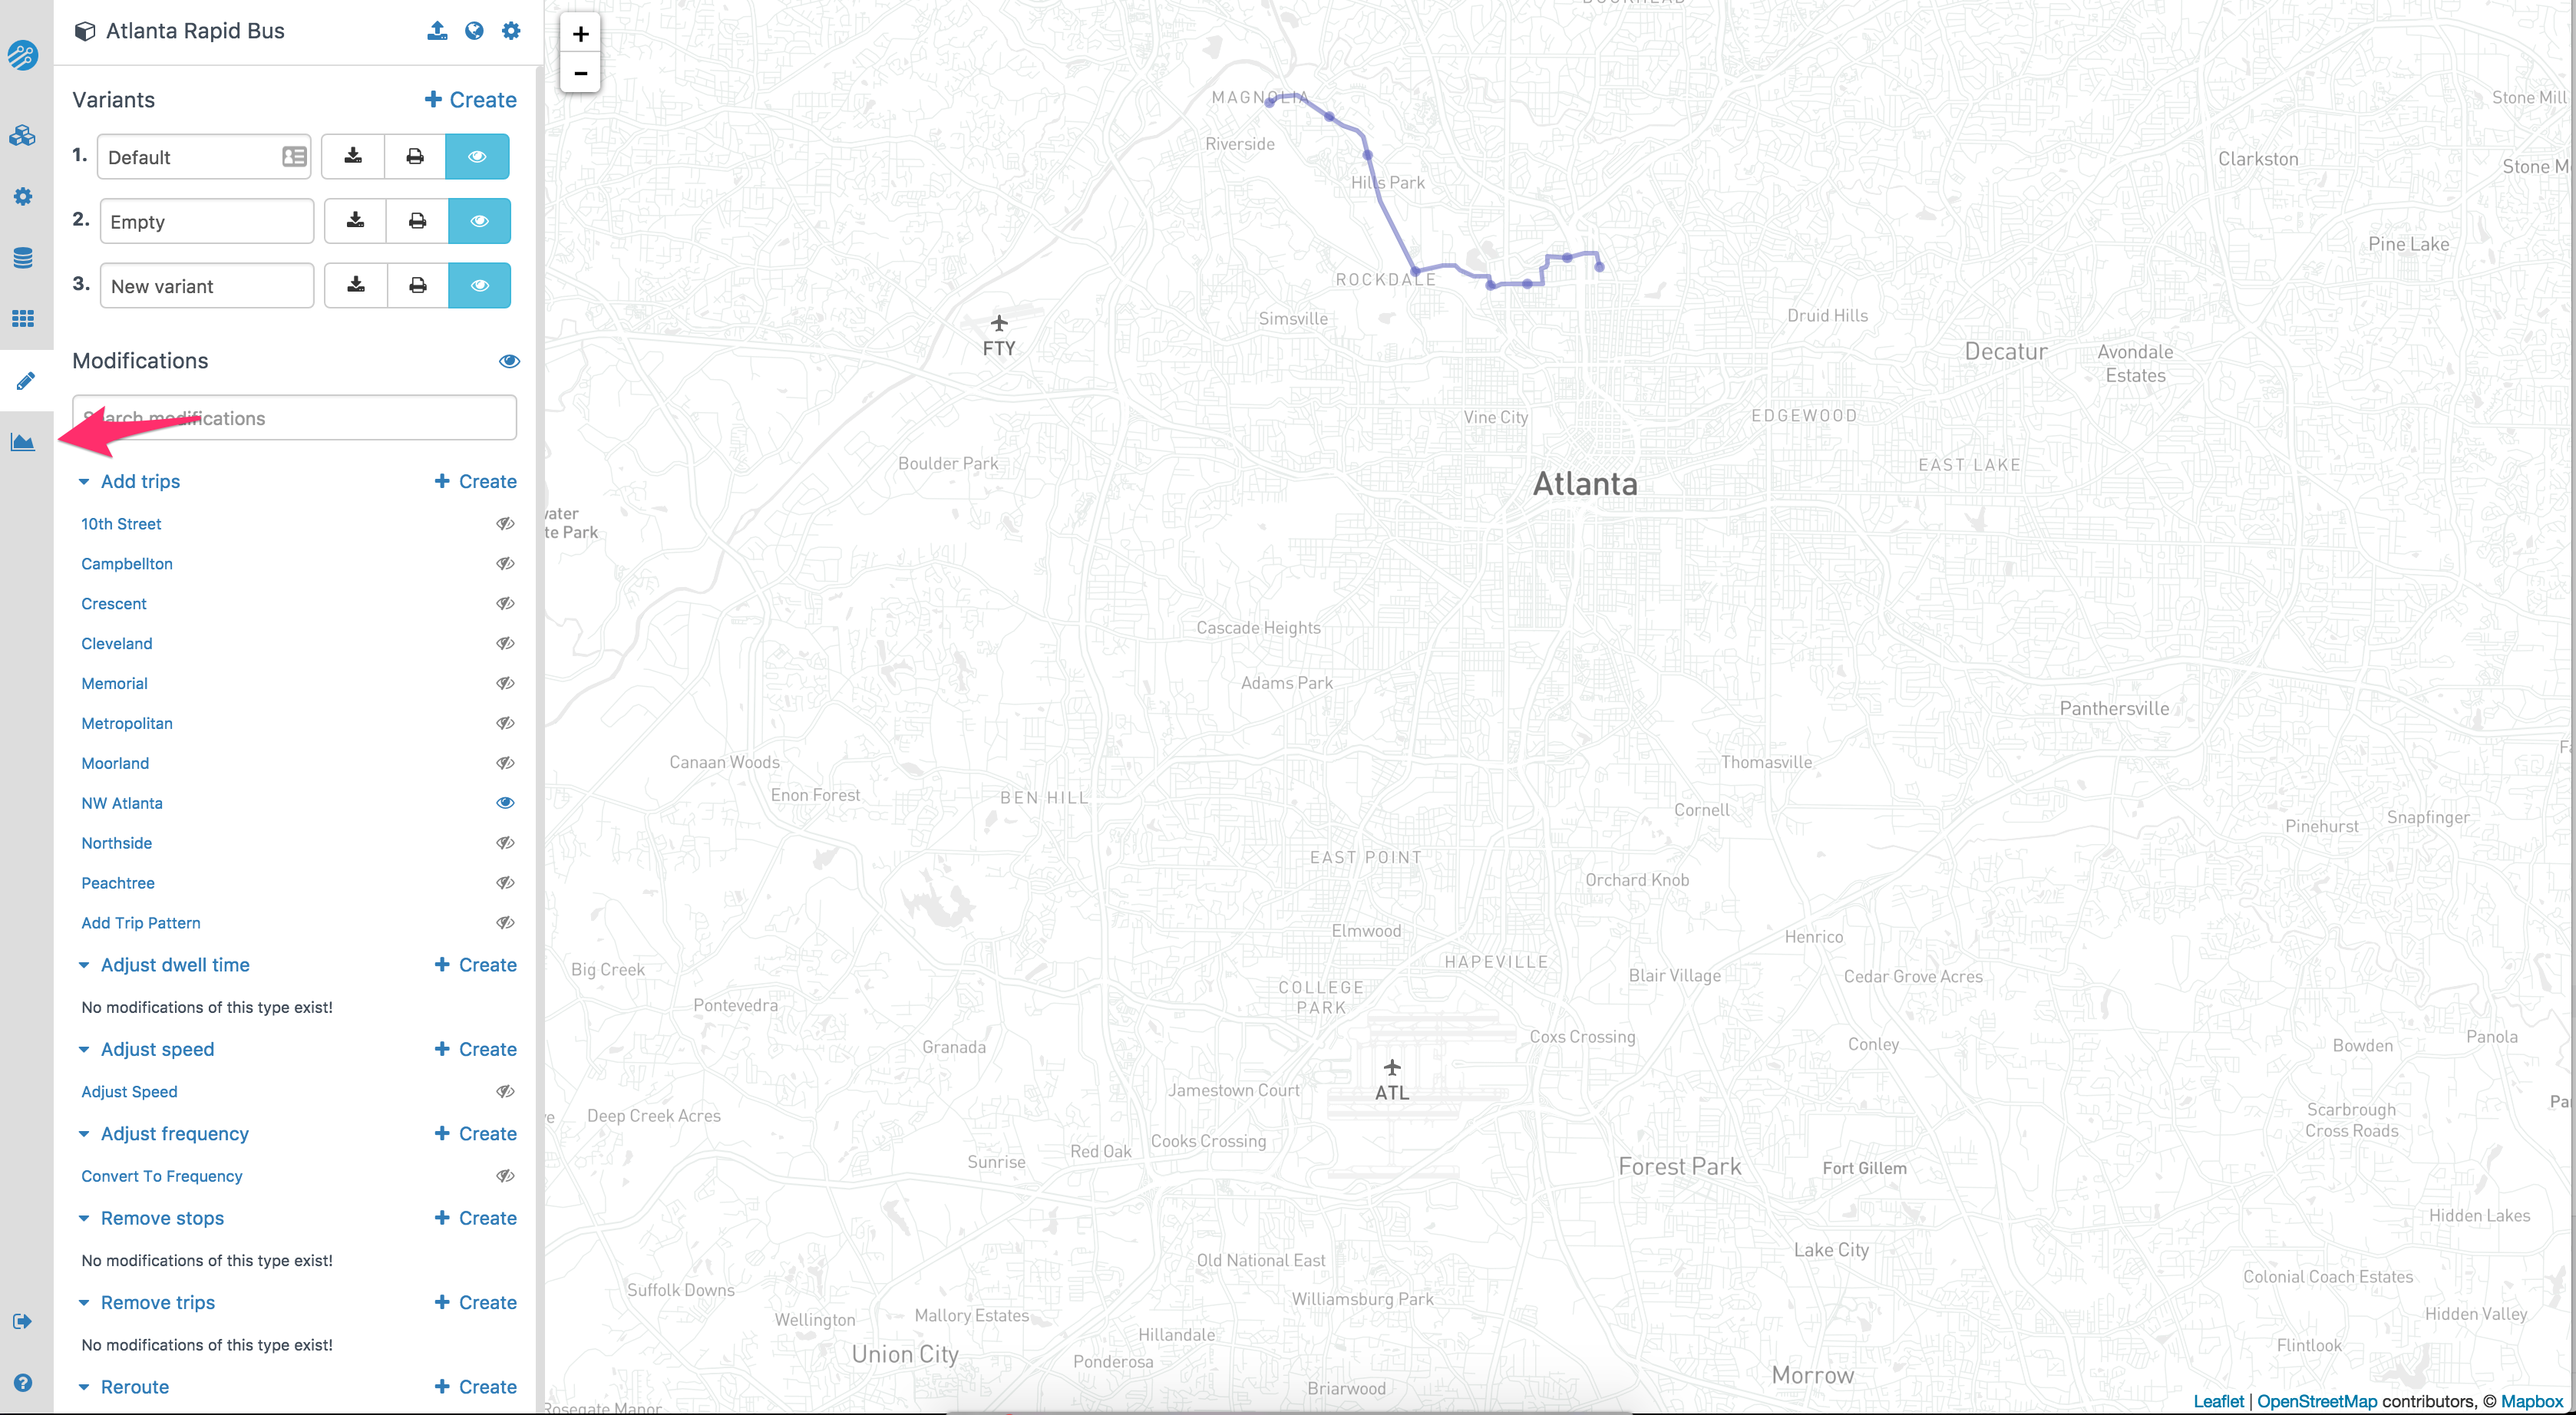 Atlanta Rapid Bus
Variants
Create
1. Default
2. Empty
3. New variant
Modifications
Search modifications
Add trips Create
10th Street
Campbellton
Crescent
Cleveland
Memorial
Metropolitan
Moorland
NW Atlanta
Northside
Peachtree
Add Trip Pattern
Adjust dwell time Create
No modifications of this type exist!
Adjust speed Create
Adjust Speed
Adjust frequency Create
Convert To Frequency
Remove stops Create
No modifications of this type exist!
Remove trips Create
No modifications of this type exist!
Reroute Create
+
−
MAGNOLIA
Riverside
Hills Park
ROCKDALE
Simsville
FTY
Stone Mill
Clarkston
Stone M
Pine Lake
Druid Hills
Decatur
Avondale
Estates
Vine City
EDGEWOOD
Boulder Park
EAST LAKE
Atlanta
te Park
Cascade Heights
Adams Park
Panthersville
Canaan Woods
Thomasville
Enon Forest
BEN HILL
Cornell
Snapfinger
Pinehurst
EAST POINT
Orchard Knob
Elmwood
Henrico
HAPEVILLE
Big Creek
Blair Village
Cedar Grove Acres
COLLEGE
PARK
Pontevedra
Coxs Crossing
Panola
Granada
Conley
Bowden
Jamestown Court
ATL
Deep Creek Acres
Scarbrough
Cross Roads
Cooks Crossing
Red Oak
Sunrise
Forest Park
Fort Gillem
Hidden Lakes
Lake City
Old National East
Colonial Coach Estates
Suffolk Downs
Williamsburg Park
Wellington
Mallory Estates
Hidden Valley
Hillandale
Flintlook
Union City
Ponderosa
Morrow
Briarwood
Rosegate Manor
Leaflet | OpenStreetMap contributors, © Mapbox